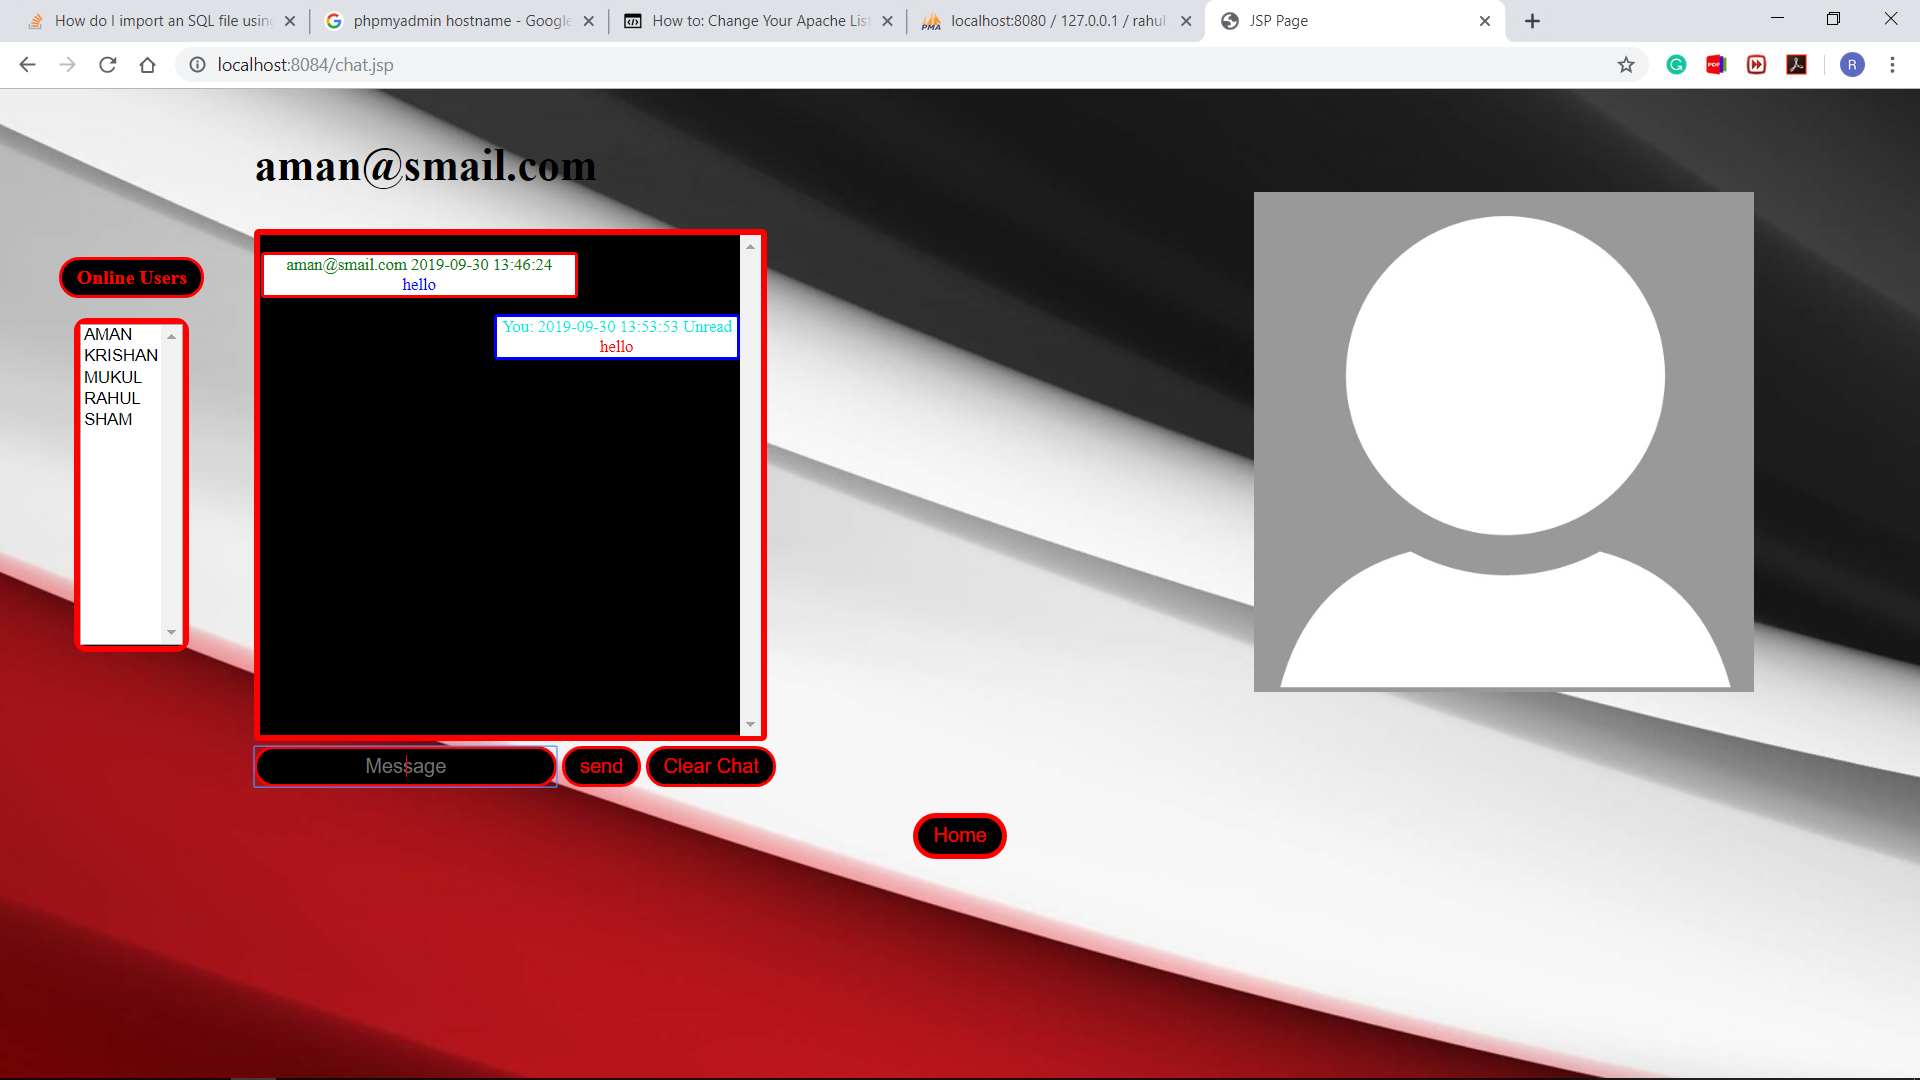 How do I import an SQL file using
phpmyadmin hostname - Google
How to: Change Your Apache List
localhost:8080 / 127.0.0.1 / rahul
JSP Page
localhost:8084/chat.jsp
PDF
R
aman@smail.com
Online Users
AMAN
KRISHAN
MUKUL
RAHUL
SHAM
aman@smail.com 2019-09-30 13:46:24
hello
You: 2019-09-30 13:53:53 Unread
hello
Message
send
Clear Chat
Home